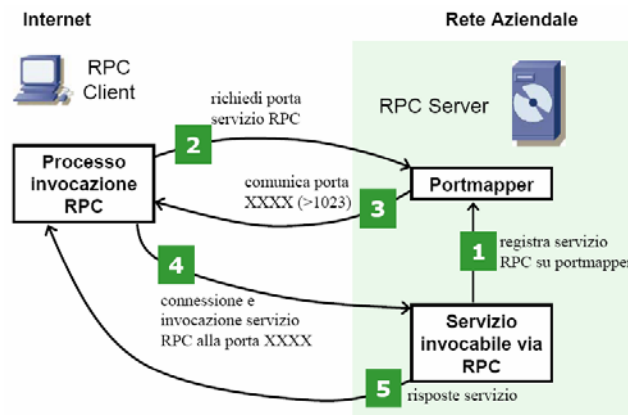 Internet
Rete Aziendale
RPC
Client
RPC Server
richiedi porta
servizio RPC
2
Processo
invocazione
RPC
comunica porta
XXXX (>1023)
3
Portmapper
1
registra servizio
RPC su portmapper
4
connessione e
invocazione servizio
RPC alla porta XXXX
Servizio
invocabile via
RPC
5
risposte servizio